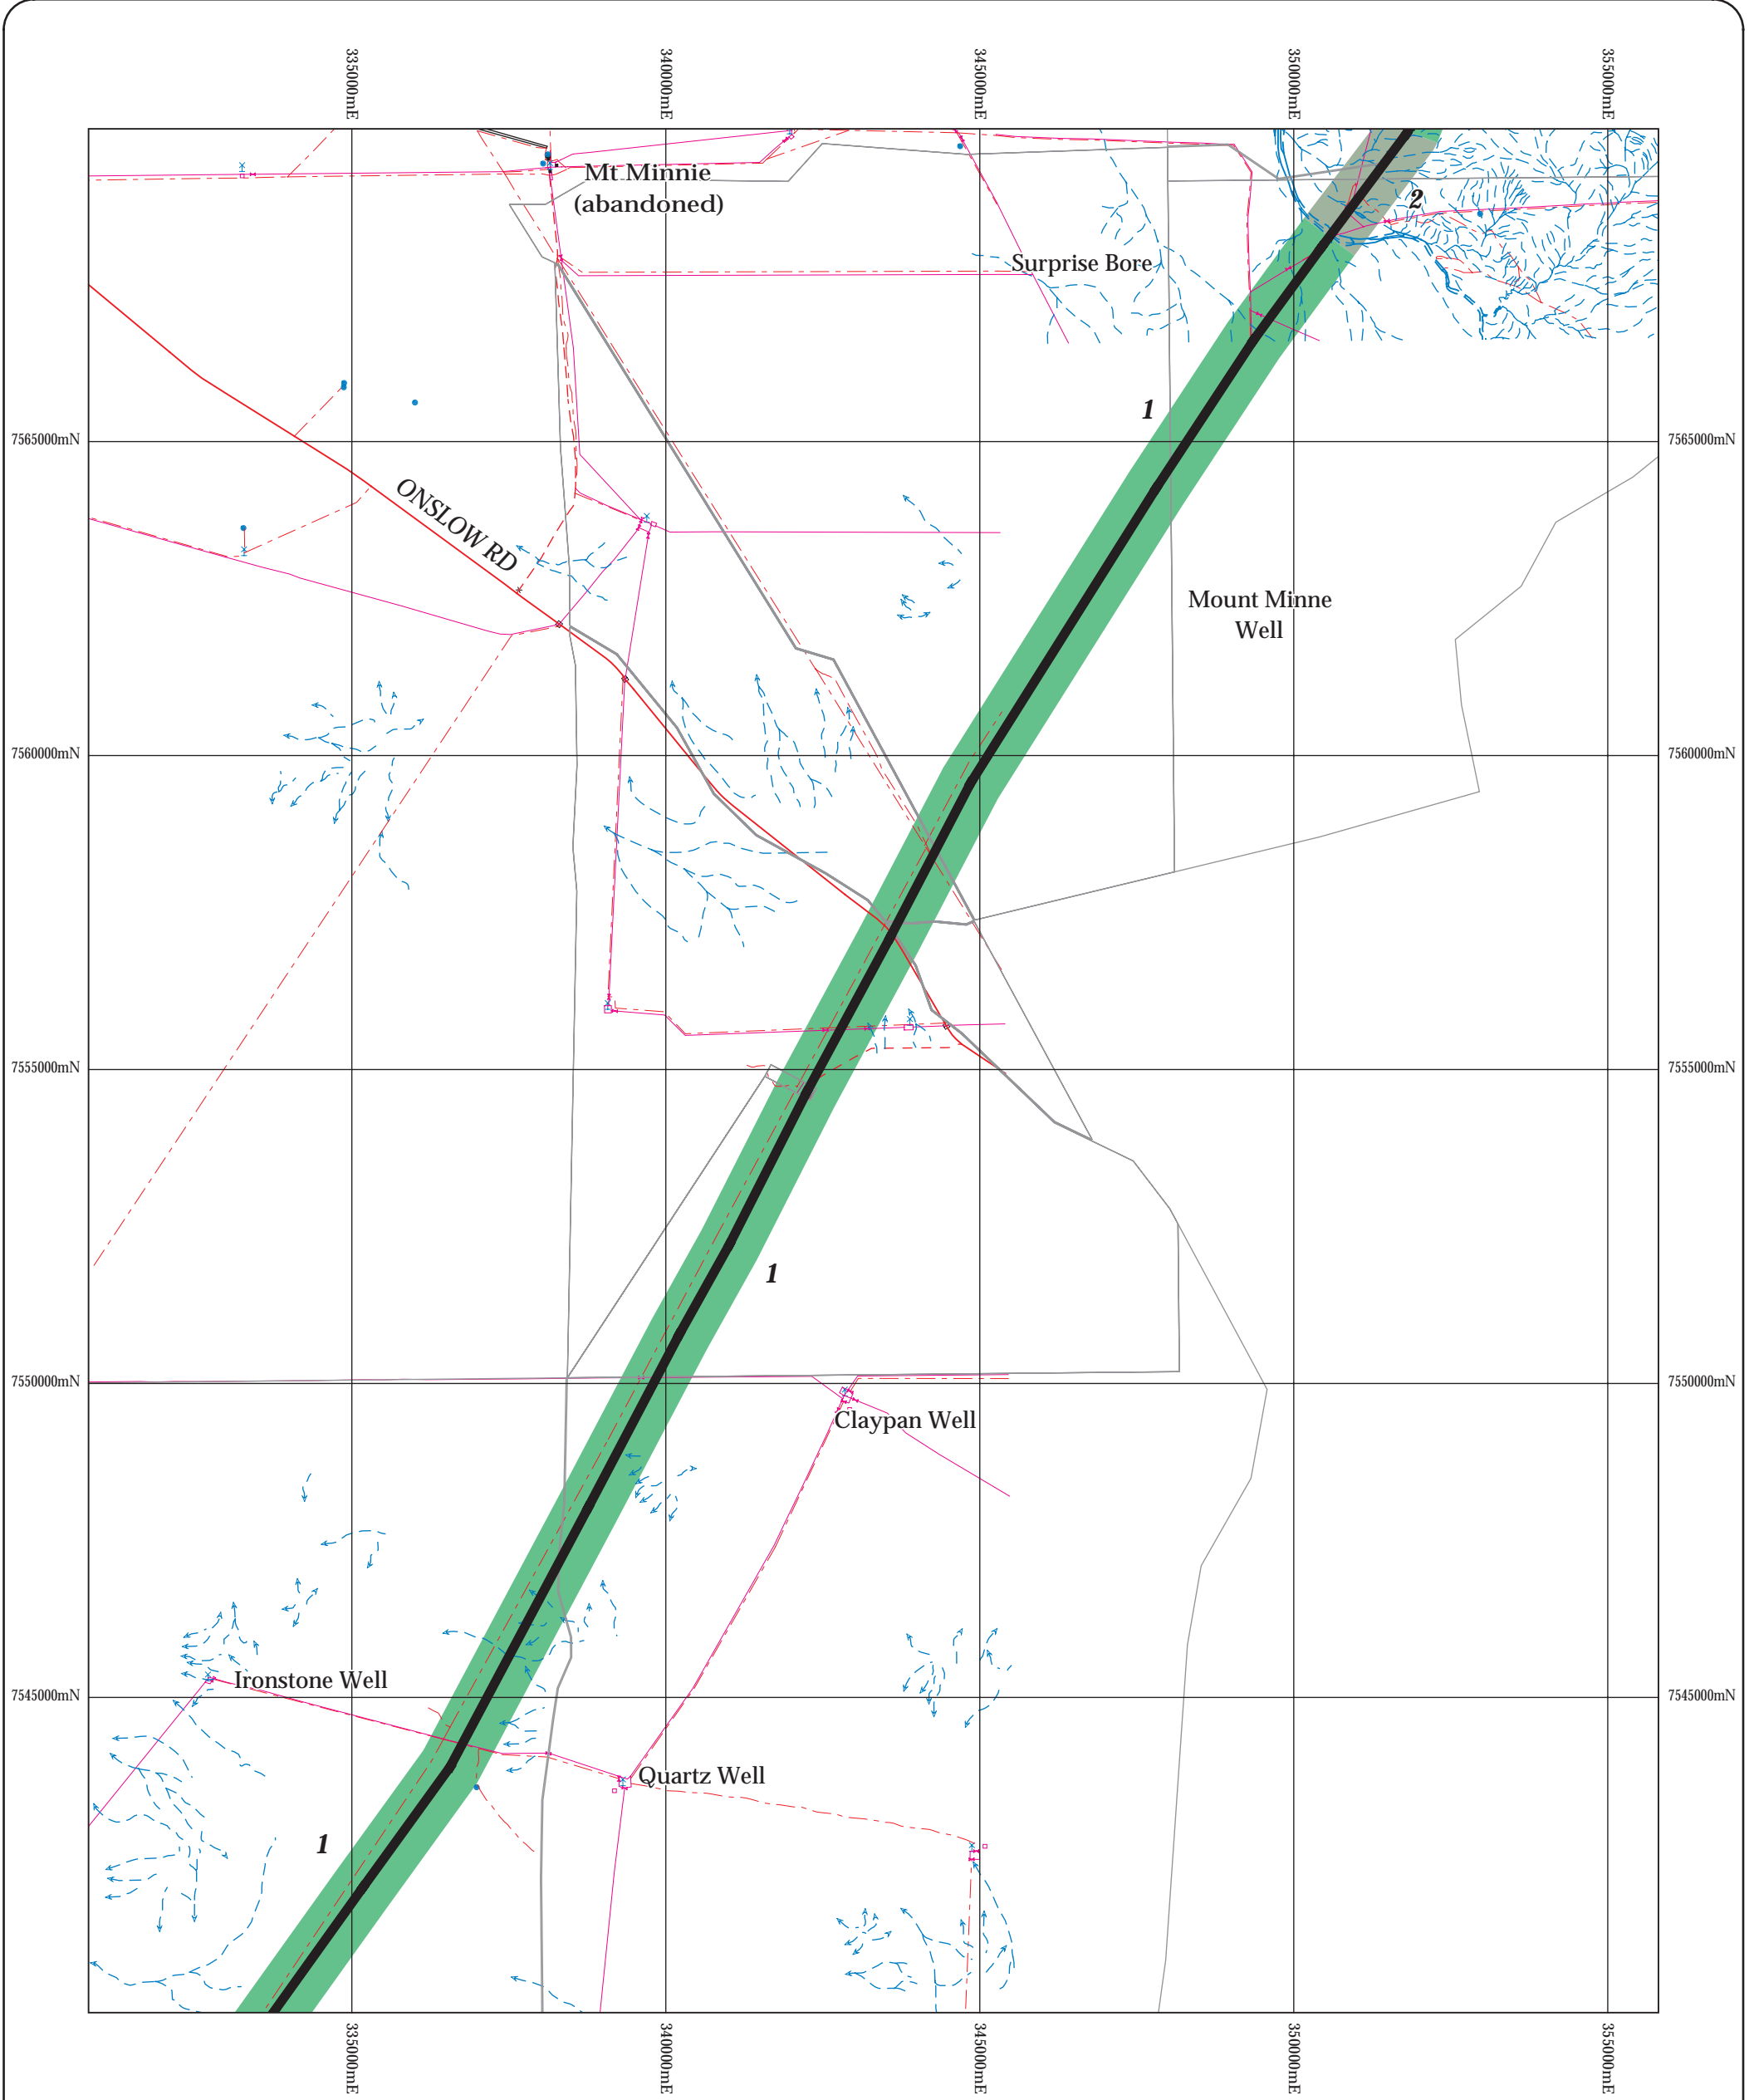 335000mE
340000mE
345000mE
350000mE
355000mE
Mt Minnie
(abandoned)
2
Surprise Bore
1
7565000mN
7565000mN
ONSLOW RD
Mount Minne
Well
7560000mN
7560000mN
7555000mN
7555000mN
1
7550000mN
7550000mN
Claypan Well
Ironstone Well
7545000mN
7545000mN
Quartz Well
1
335000mE
340000mE
345000mE
350000mE
355000mE